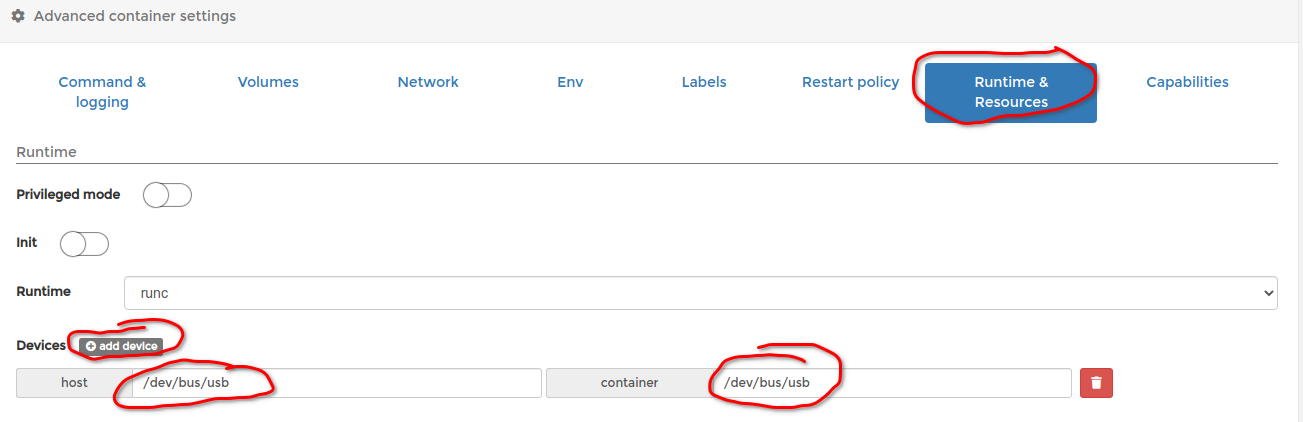 Advanced container settings
Command &
logging
Volumes
Network
Env
Labels
Restart policy
Runtime &
Resources
Capabilities
Runtime
Privileged mode
Init
Runtime runc
Devices add device
host /dev/bus/usb container /dev/bus/usb